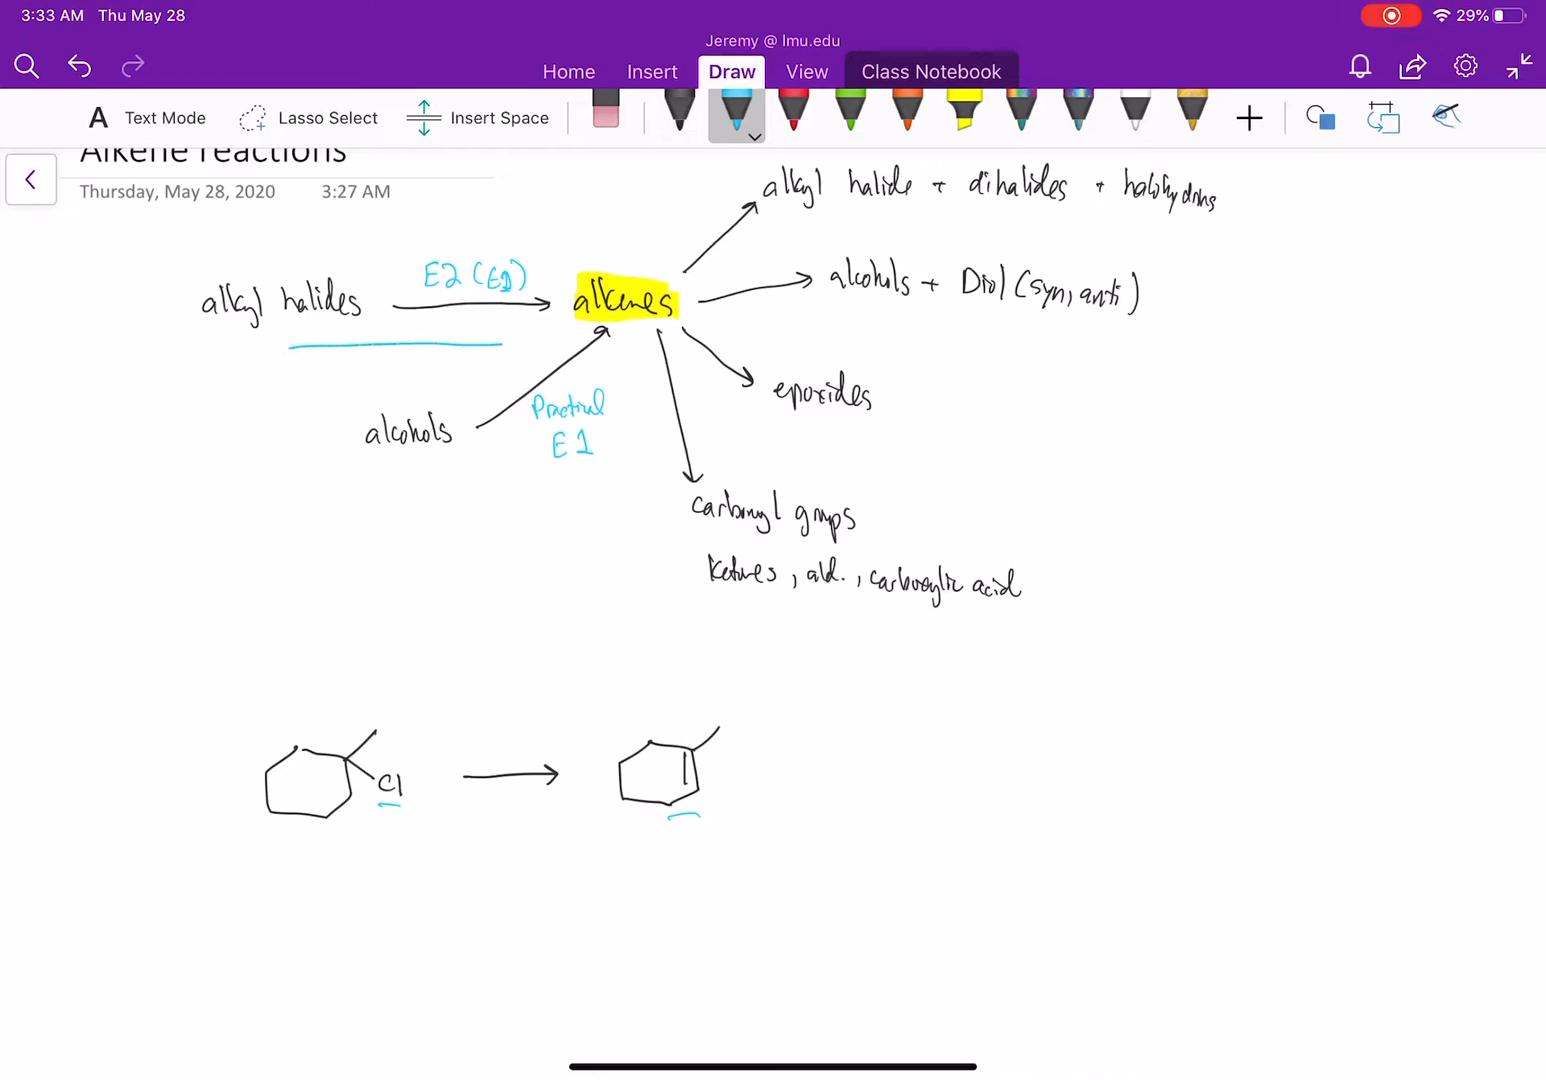 3:33 AM Thu May 28
29%
Jeremy @ lmu.edu
Home Insert Draw View Class Notebook
A Text Mode Lasso Select Insert Space
Alkene reactions
Thursday, May 28, 2020 3:27 AM
alkyl halide + dihalides + halohydrins
alkyl halides E2 (E1) alkenes alcohols + Diol (syn, anti)
epoxides
Practical
alcohols E1
carbonyl groups
ketones, ald., carboxylic acid
Cl